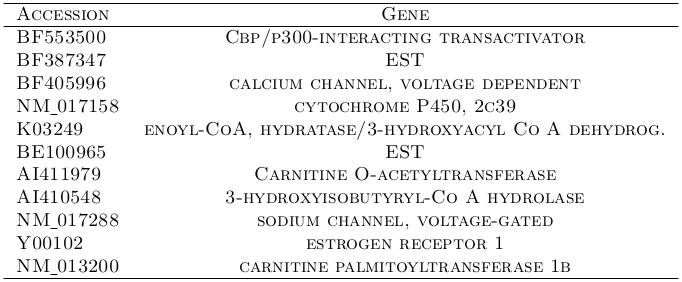 Accession Gene
BF553500 Cbp/p300-interacting transactivator
BF387347 EST
BF405996 calcium channel, voltage dependent
NM_017158 cytochrome P450, 2c39
K03249 enoyl-CoA, hydratase/3-hydroxyacyl Co A dehydrog.
BE100965 EST
AI411979 Carnitine O-acetyltransferase
AI410548 3-hydroxyisobutyryl-Co A hydrolase
NM_017288 sodium channel, voltage-gated
Y00102 estrogen receptor 1
NM_013200 carnitine palmitoyltransferase 1b